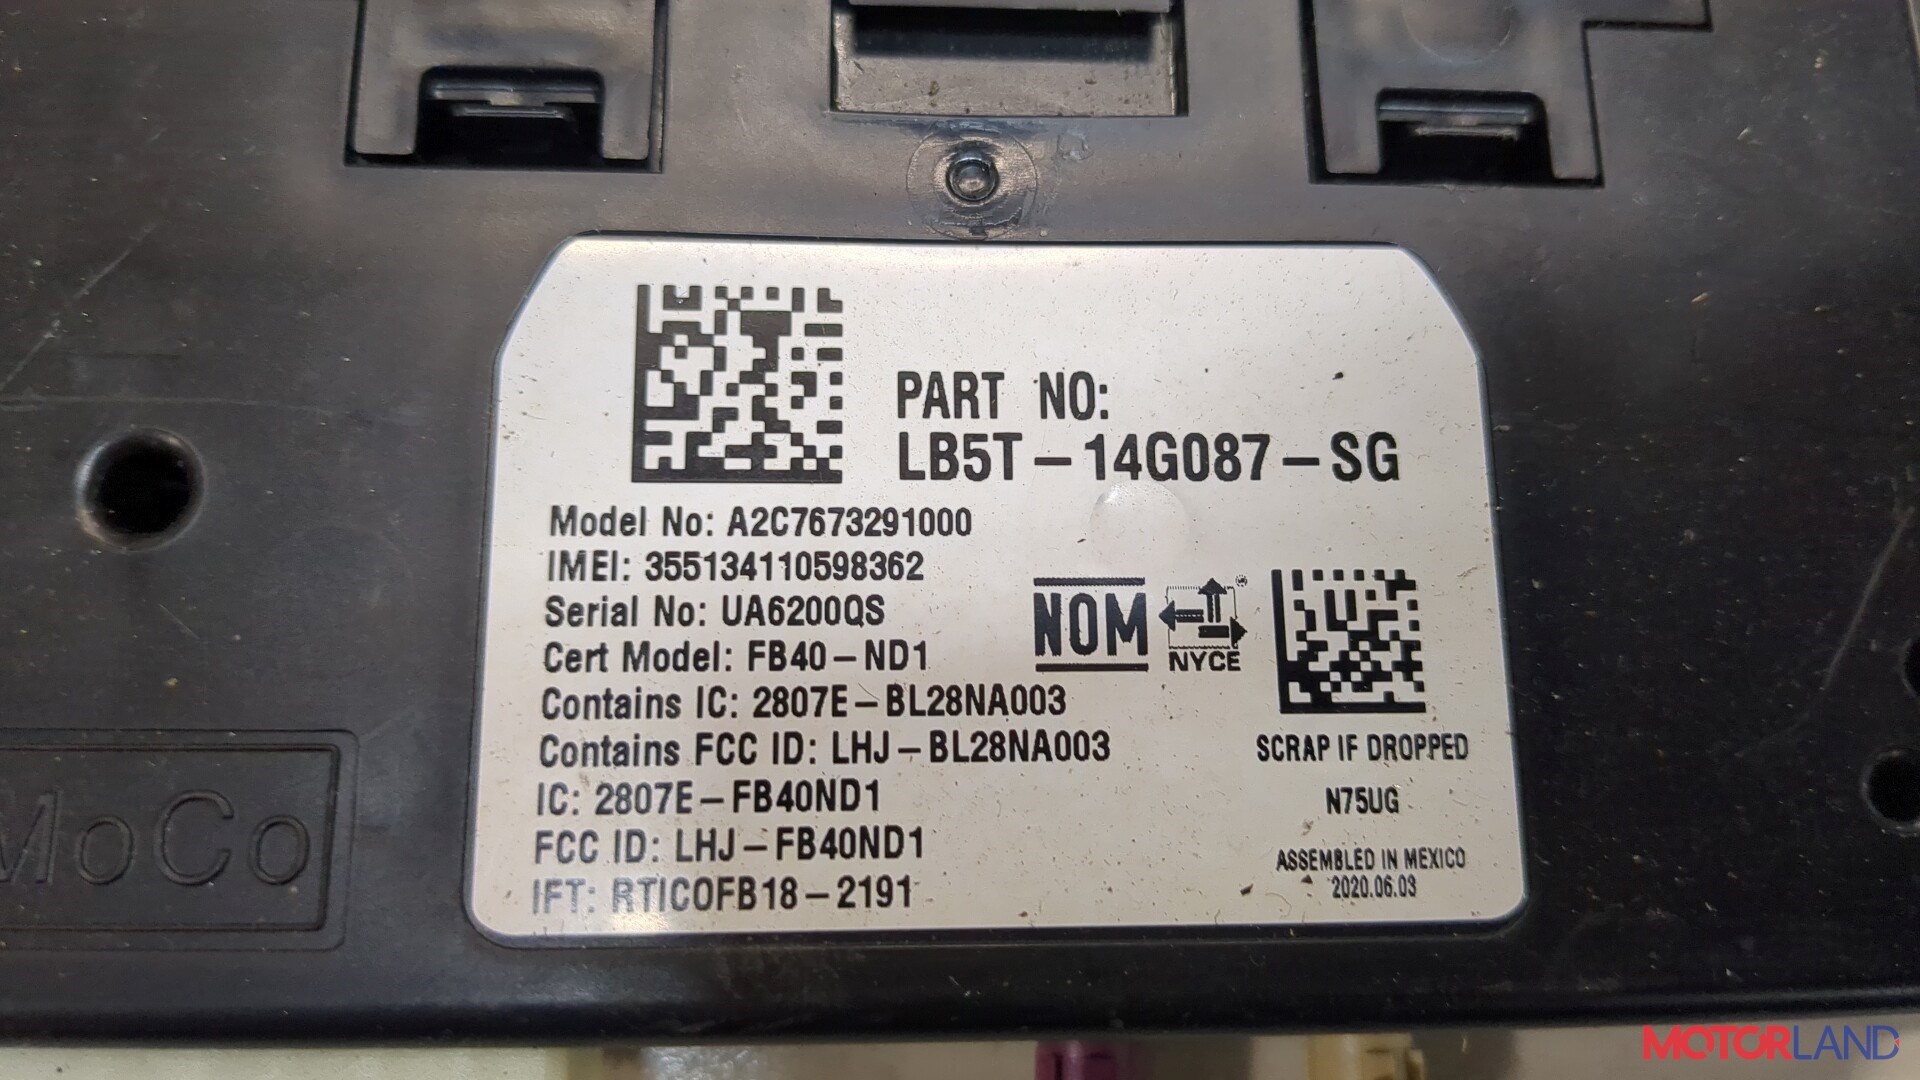 PART NO:
LB5T-14G087-SG
Model No: A2C7673291000
IMEI: 355134110598362
Serial No: UA6200QS
Cert Model: FB40-ND1
Contains IC: 2807E-BL28NA003
Contains FCC ID: LHJ-BL28NA003
IC: 2807E-FB40ND1
FCC ID: LHJ-FB40ND1
IFT: RTICOFB18-2191
NOM
NYCE
SCRAP IF DROPPED
N75UG
ASSEMBLED IN MEXICO
2020.06.03
MoCo
MOTORLAND